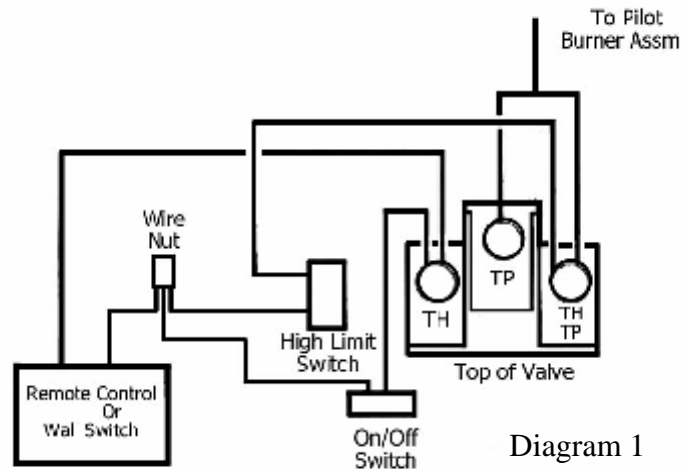 To Pilot
Burner Assm
Wire
Nut
TP
TH
TH
TP
High Limit
Switch
Top of Valve
Remote Control
Or
Wal Switch
On/Off
Switch
Diagram 1